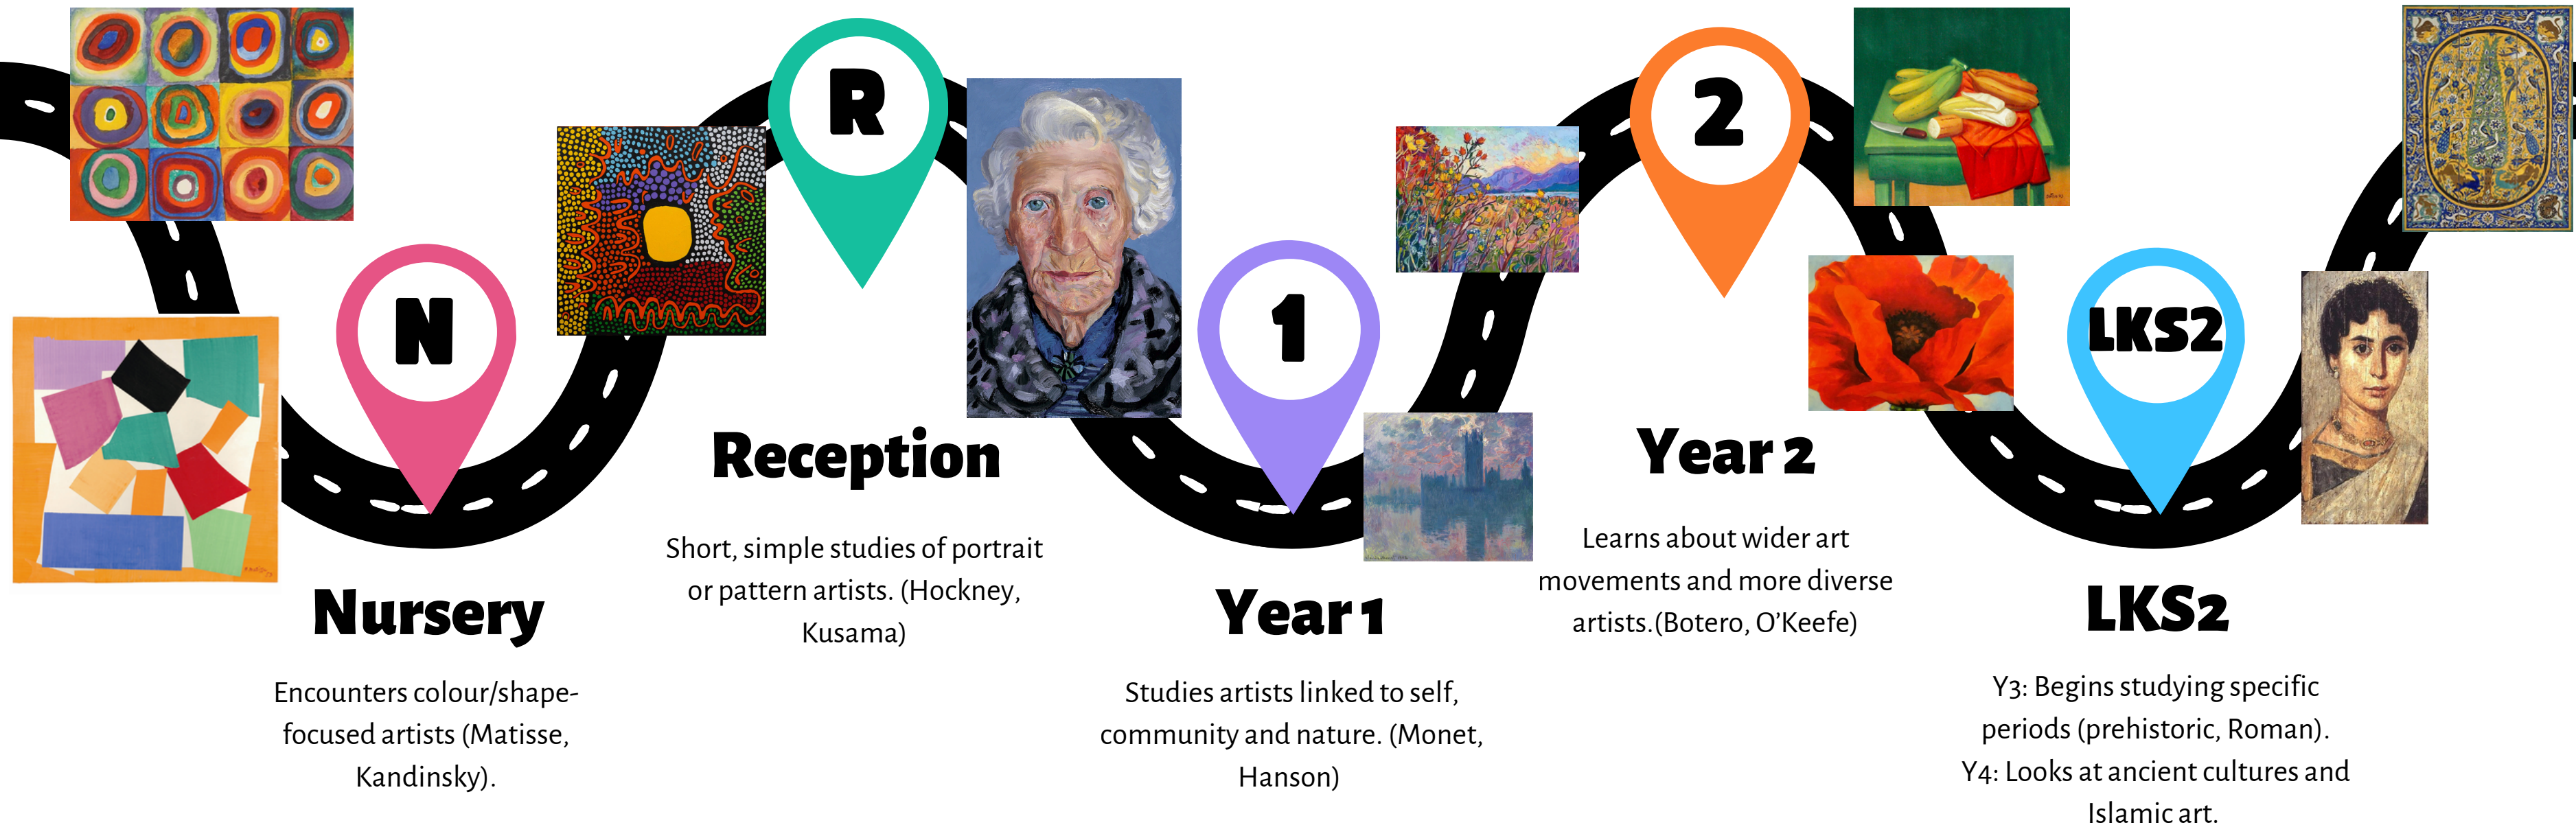 N
Nursery
Encounters colour/shape-
focused artists (Matisse,
Kandinsky).
R
Reception
Short, simple studies of portrait
or pattern artists. (Hockney,
Kusama)
1
Year 1
Studies artists linked to self,
community and nature. (Monet,
Hanson)
2
Year 2
Learns about wider art
movements and more diverse
artists.(Botero, O'Keefe)
LKS2
LKS2
Y3: Begins studying specific
periods (prehistoric, Roman).
Y4: Looks at ancient cultures and
Islamic art.